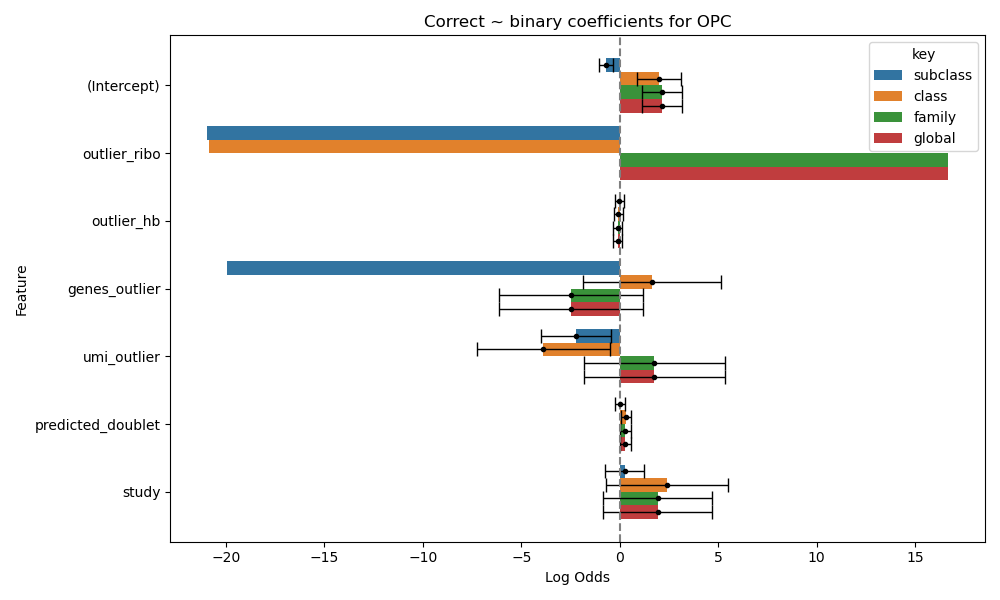 Correct ~ binary coefficients for OPC
key
subclass
class
family
global
Feature
(Intercept)
outlier_ribo
outlier_hb
genes_outlier
umi_outlier
predicted_doublet
study
−20 −15 −10 −5 0 5 10 15
Log Odds